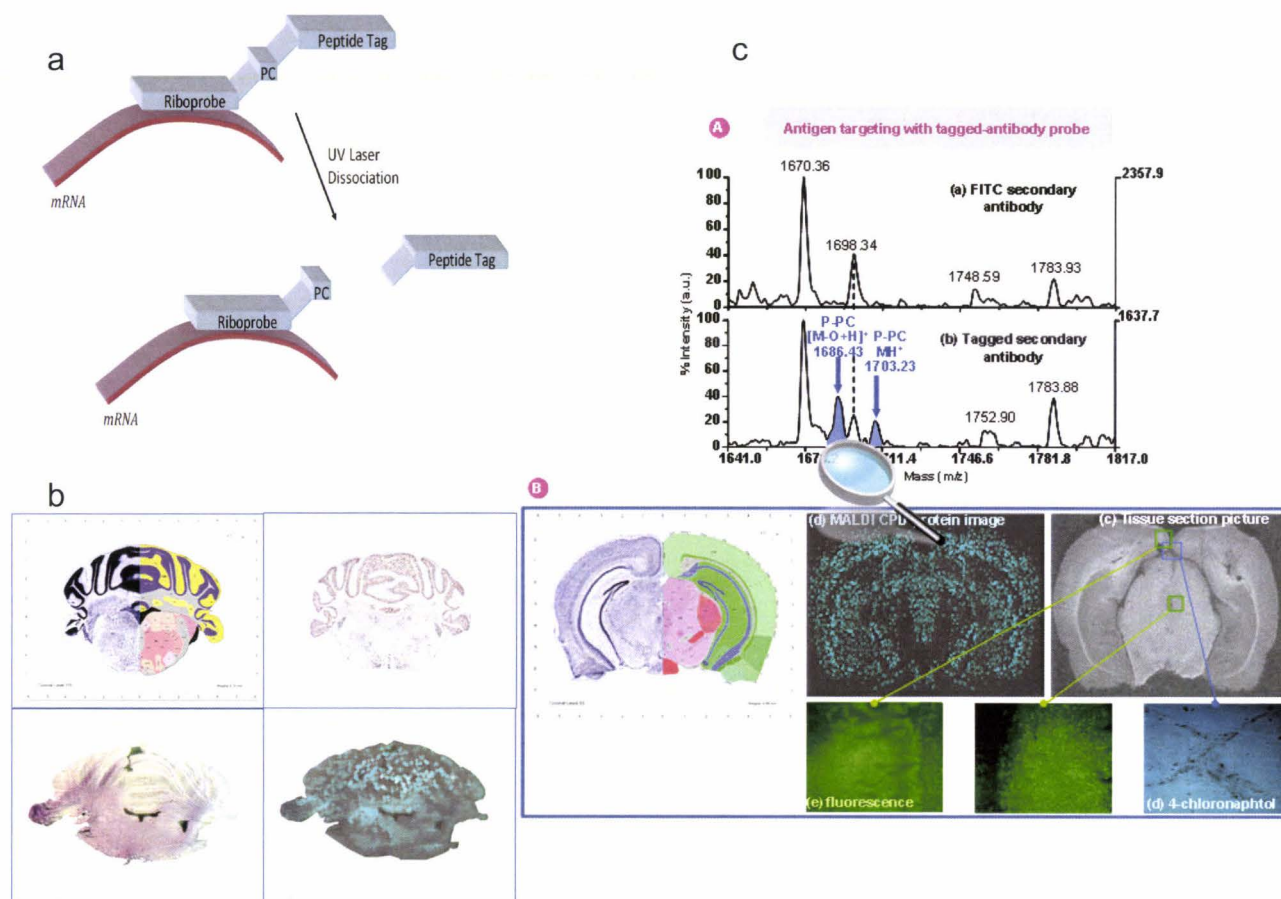 a
Peptide Tag
PC
Riboprobe
UV Laser
Dissociation
mRNA
Peptide Tag
PC
Riboprobe
mRNA
b
c
A
Antigen targeting with tagged-antibody probe
100
80
60
40
20
0
1670.36
1698.34
1748.59
1783.93
2357.9
(a) FITC secondary
antibody
% Intensity (a.u.)
100
80
60
40
20
0
P-PC
[M-O+H]⁺
1686.43
P-PC
MH⁺
1703.23
1752.90
1783.88
1637.7
(b) Tagged secondary
antibody
1641.0
1746.6
1781.8
1817.0
Mass (m/z)
B
(d) MALDI
image
(c) Tissue section picture
(e) fluorescence
(d) 4-chloronaphtol